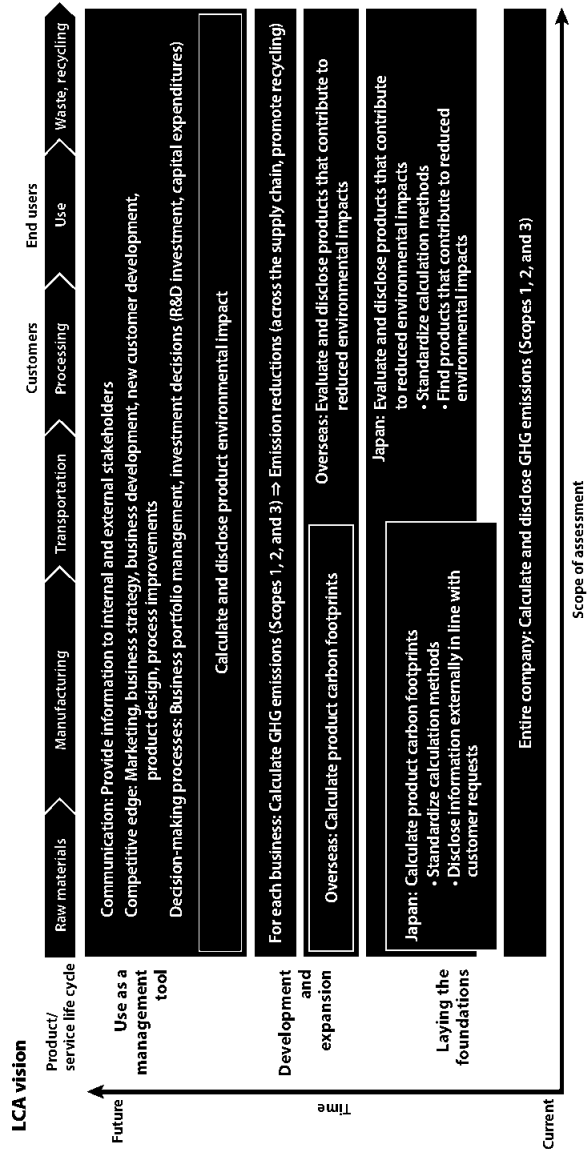 LCA vision
Product/
service life cycle
Raw materials
Manufacturing
Transportation
Customers
Processing
End users
Use
Waste, recycling
Future
Time
Current
Use as a
management
tool
Communication: Provide information to internal and external stakeholders
Competitive edge: Marketing, business strategy, business development, new customer development,
product design, process improvements
Decision-making processes: Business portfolio management, investment decisions (R&D investment, capital expenditures)
Calculate and disclose product environmental impact
Development
and
expansion
For each business: Calculate GHG emissions (Scopes 1, 2, and 3) ⇒ Emission reductions (across the supply chain, promote recycling)
Overseas: Calculate product carbon footprints
Overseas: Evaluate and disclose products that contribute to
reduced environmental impacts
Laying the
foundations
Japan: Calculate product carbon footprints
• Standardize calculation methods
• Disclose information externally in line with
customer requests
Japan: Evaluate and disclose products that contribute
to reduced environmental impacts
• Standardize calculation methods
• Find products that contribute to reduced
environmental impacts
Entire company: Calculate and disclose GHG emissions (Scopes 1, 2, and 3)
Scope of assessment